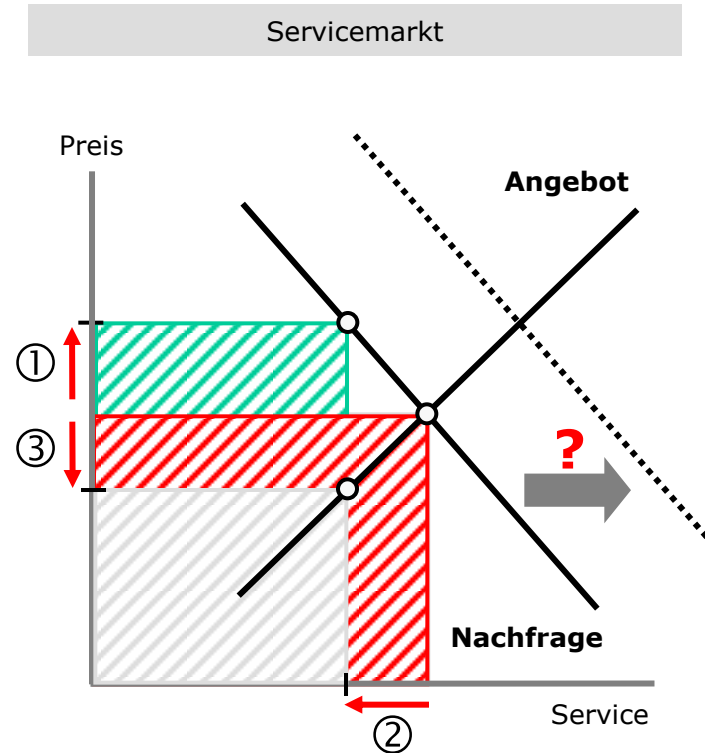 Servicemarkt
Preis
Angebot
①
③
?
Nachfrage
Service
②